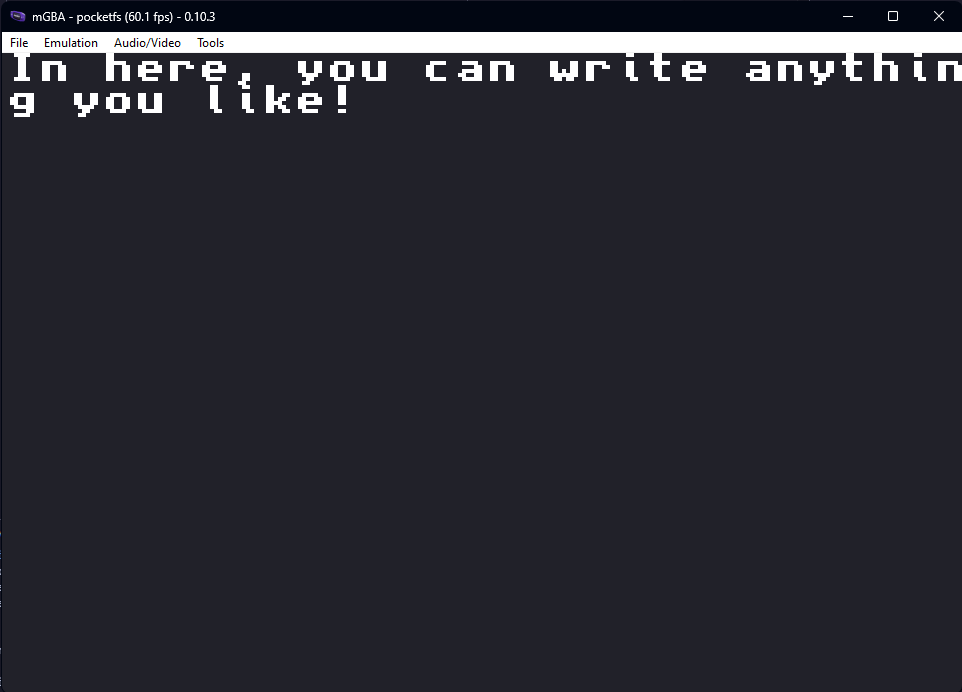 mGBA - pocketfs (60.1 fps) - 0.10.3
File Emulation Audio/Video Tools
In here, you can write anythin
g you like!